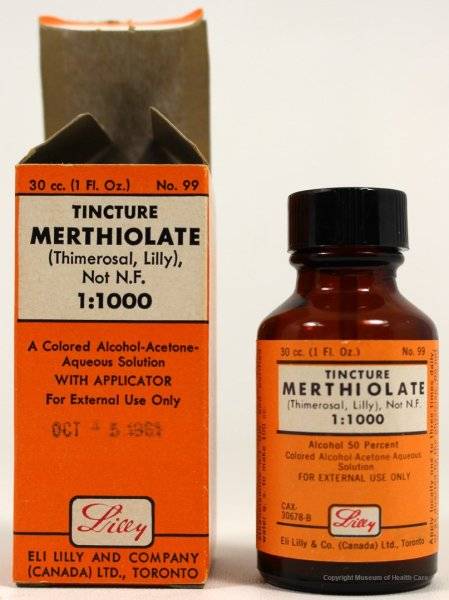 30 cc. (1 Fl. Oz.) No. 99
TINCTURE
MERTHIOLATE
(Thimerosal, Lilly),
Not N.F.
1:1000
A Colored Alcohol-Acetone-
Aqueous Solution
WITH APPLICATOR
For External Use Only
OCT 5
Lilly
ELI LILLY AND COMPANY
(CANADA) LTD., TORONTO
30 cc. (1 Fl. Oz.) No. 99
TINCTURE
MERTHIOLATE
(Thimerosal, Lilly), Not N.F.
1:1000
Alcohol 50 Percent
Colored Alcohol-Acetone Aqueous
Solution
FOR EXTERNAL USE ONLY
CAX-
30678-B
Lilly
Eli Lilly & Co. (Canada) Ltd., Toronto
Copyright Museum of Health Care